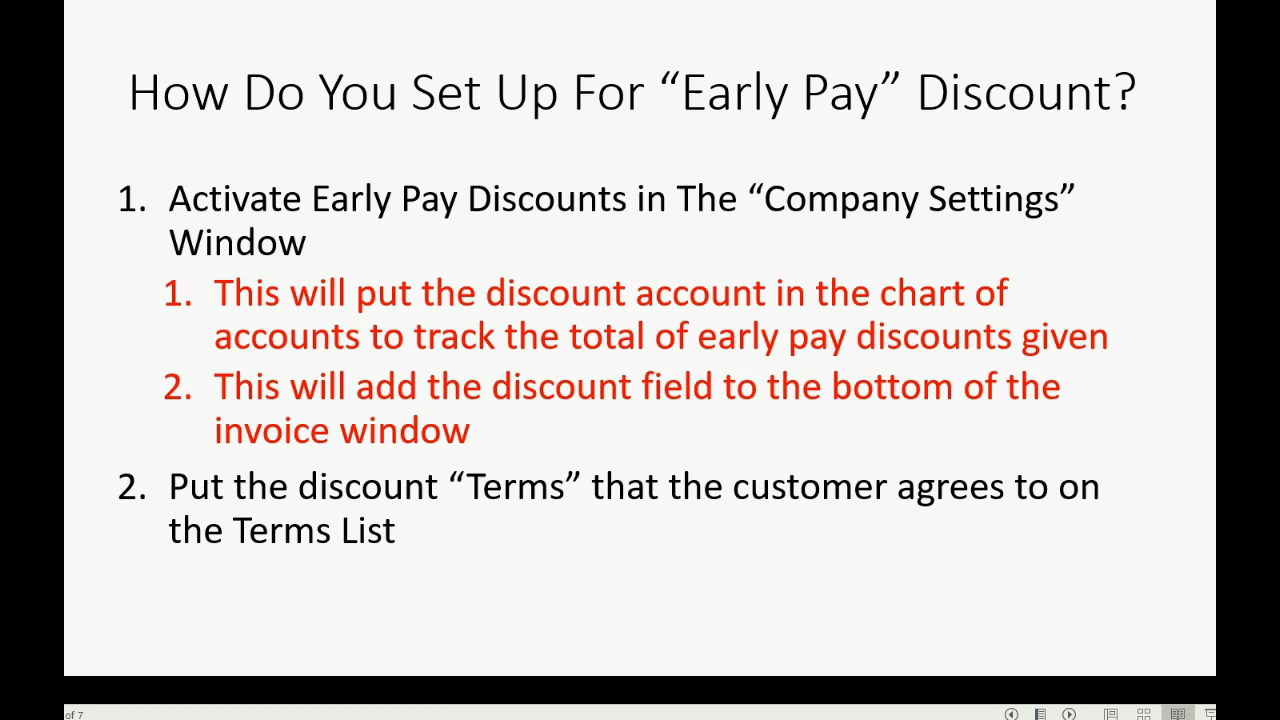 How Do You Set Up For “Early Pay” Discount?
1. Activate Early Pay Discounts in The “Company Settings”
Window
1. This will put the discount account in the chart of
accounts to track the total of early pay discounts given
2. This will add the discount field to the bottom of the
invoice window
2. Put the discount “Terms” that the customer agrees to on
the Terms List
of 7